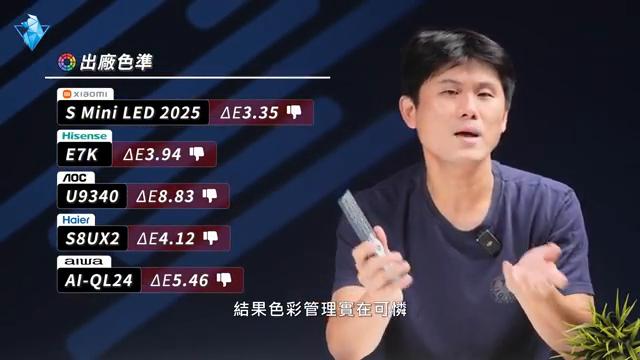 出廠色準
xiaomi
S Mini LED 2025 ΔE3.35
Hisense
E7K ΔE3.94
AOC
U9340 ΔE8.83
Haier
S8UX2 ΔE4.12
aiwa
AI-QL24 ΔE5.46
結果色彩管理實在可憐